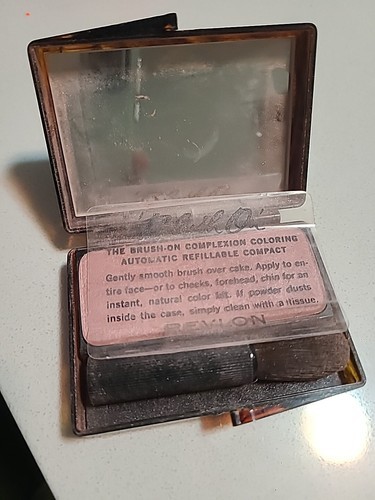 THE BRUSH-ON COMPLEXION COLORING
AUTOLATIC REFILLABLE COMPACT
Gently smooth brush over cake. Apply to en-
tire face—or to cheeks, forehead, chin for an
instant, natural color lift. If powder dusts
inside the case, simply clean with a tissue.
REVLON